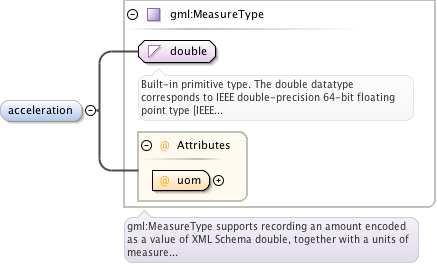 gml:MeasureType
double
Built-in primitive type. The double datatype
corresponds to IEEE double-precision 64-bit floating
point type [IEEE...
acceleration
@ Attributes
uom
gml:MeasureType supports recording an amount encoded
as a value of XML Schema double, together with a units of
measure...